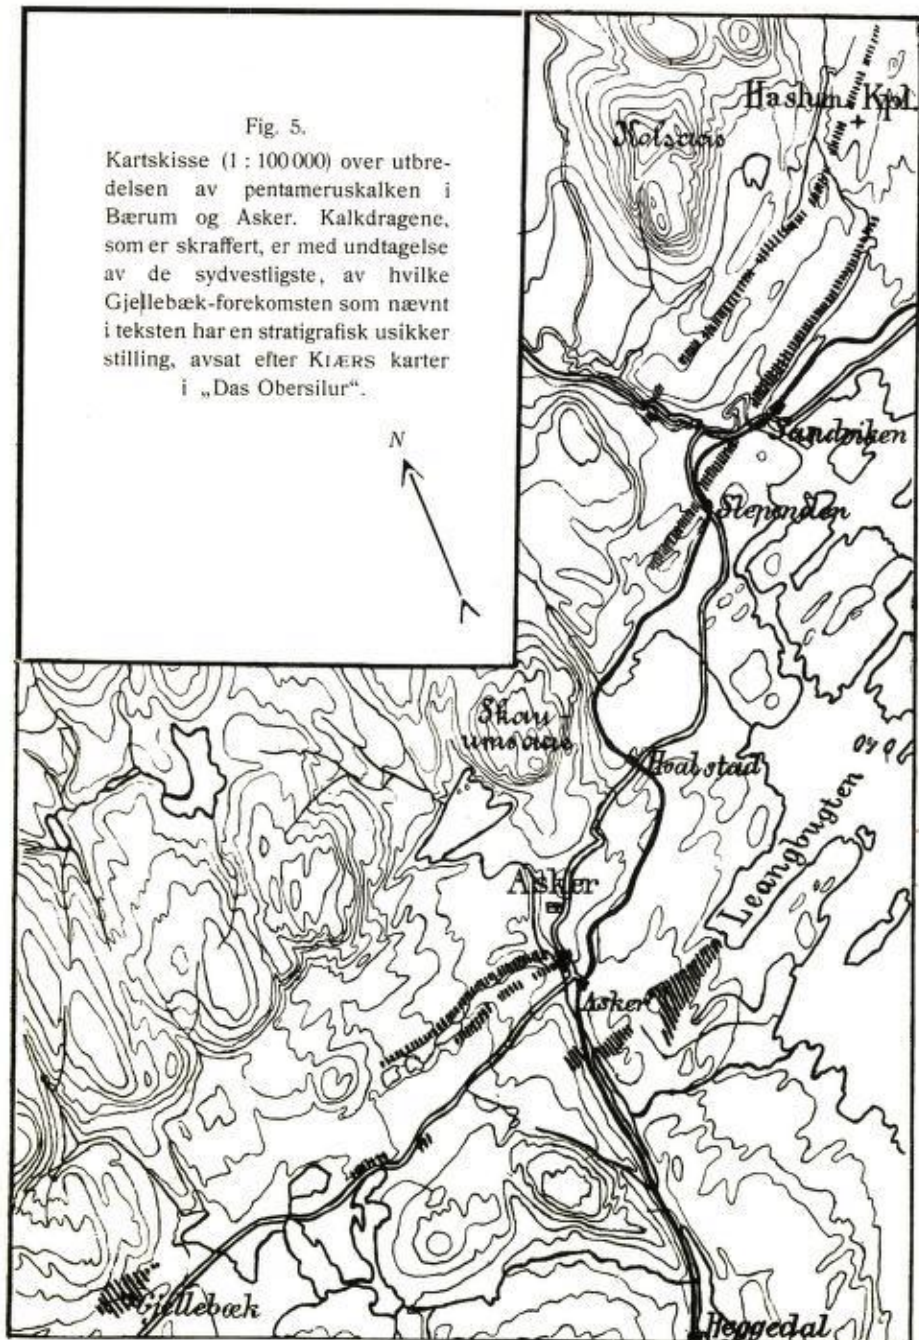 Fig. 5.
Kartskisse (1 : 100 000) over utbre-
delsen av pentameruskalken i
Bærum og Asker. Kalkdragene,
som er skraffert, er med undtagelse
av de sydvestligste, av hvilke
Gjellebæk-forekomsten som nævnt
i teksten har en stratigrafisk usikker
stilling, avsat efter KIÆRS karter
i „Das Obersilur“.
N
Haslum Kpl.
Kolsaas
Sandviken
Slependen
Skau-
umsaas
Hvalstad
Leangbugten
Asker
Asker
Gjellebæk
Heggedal